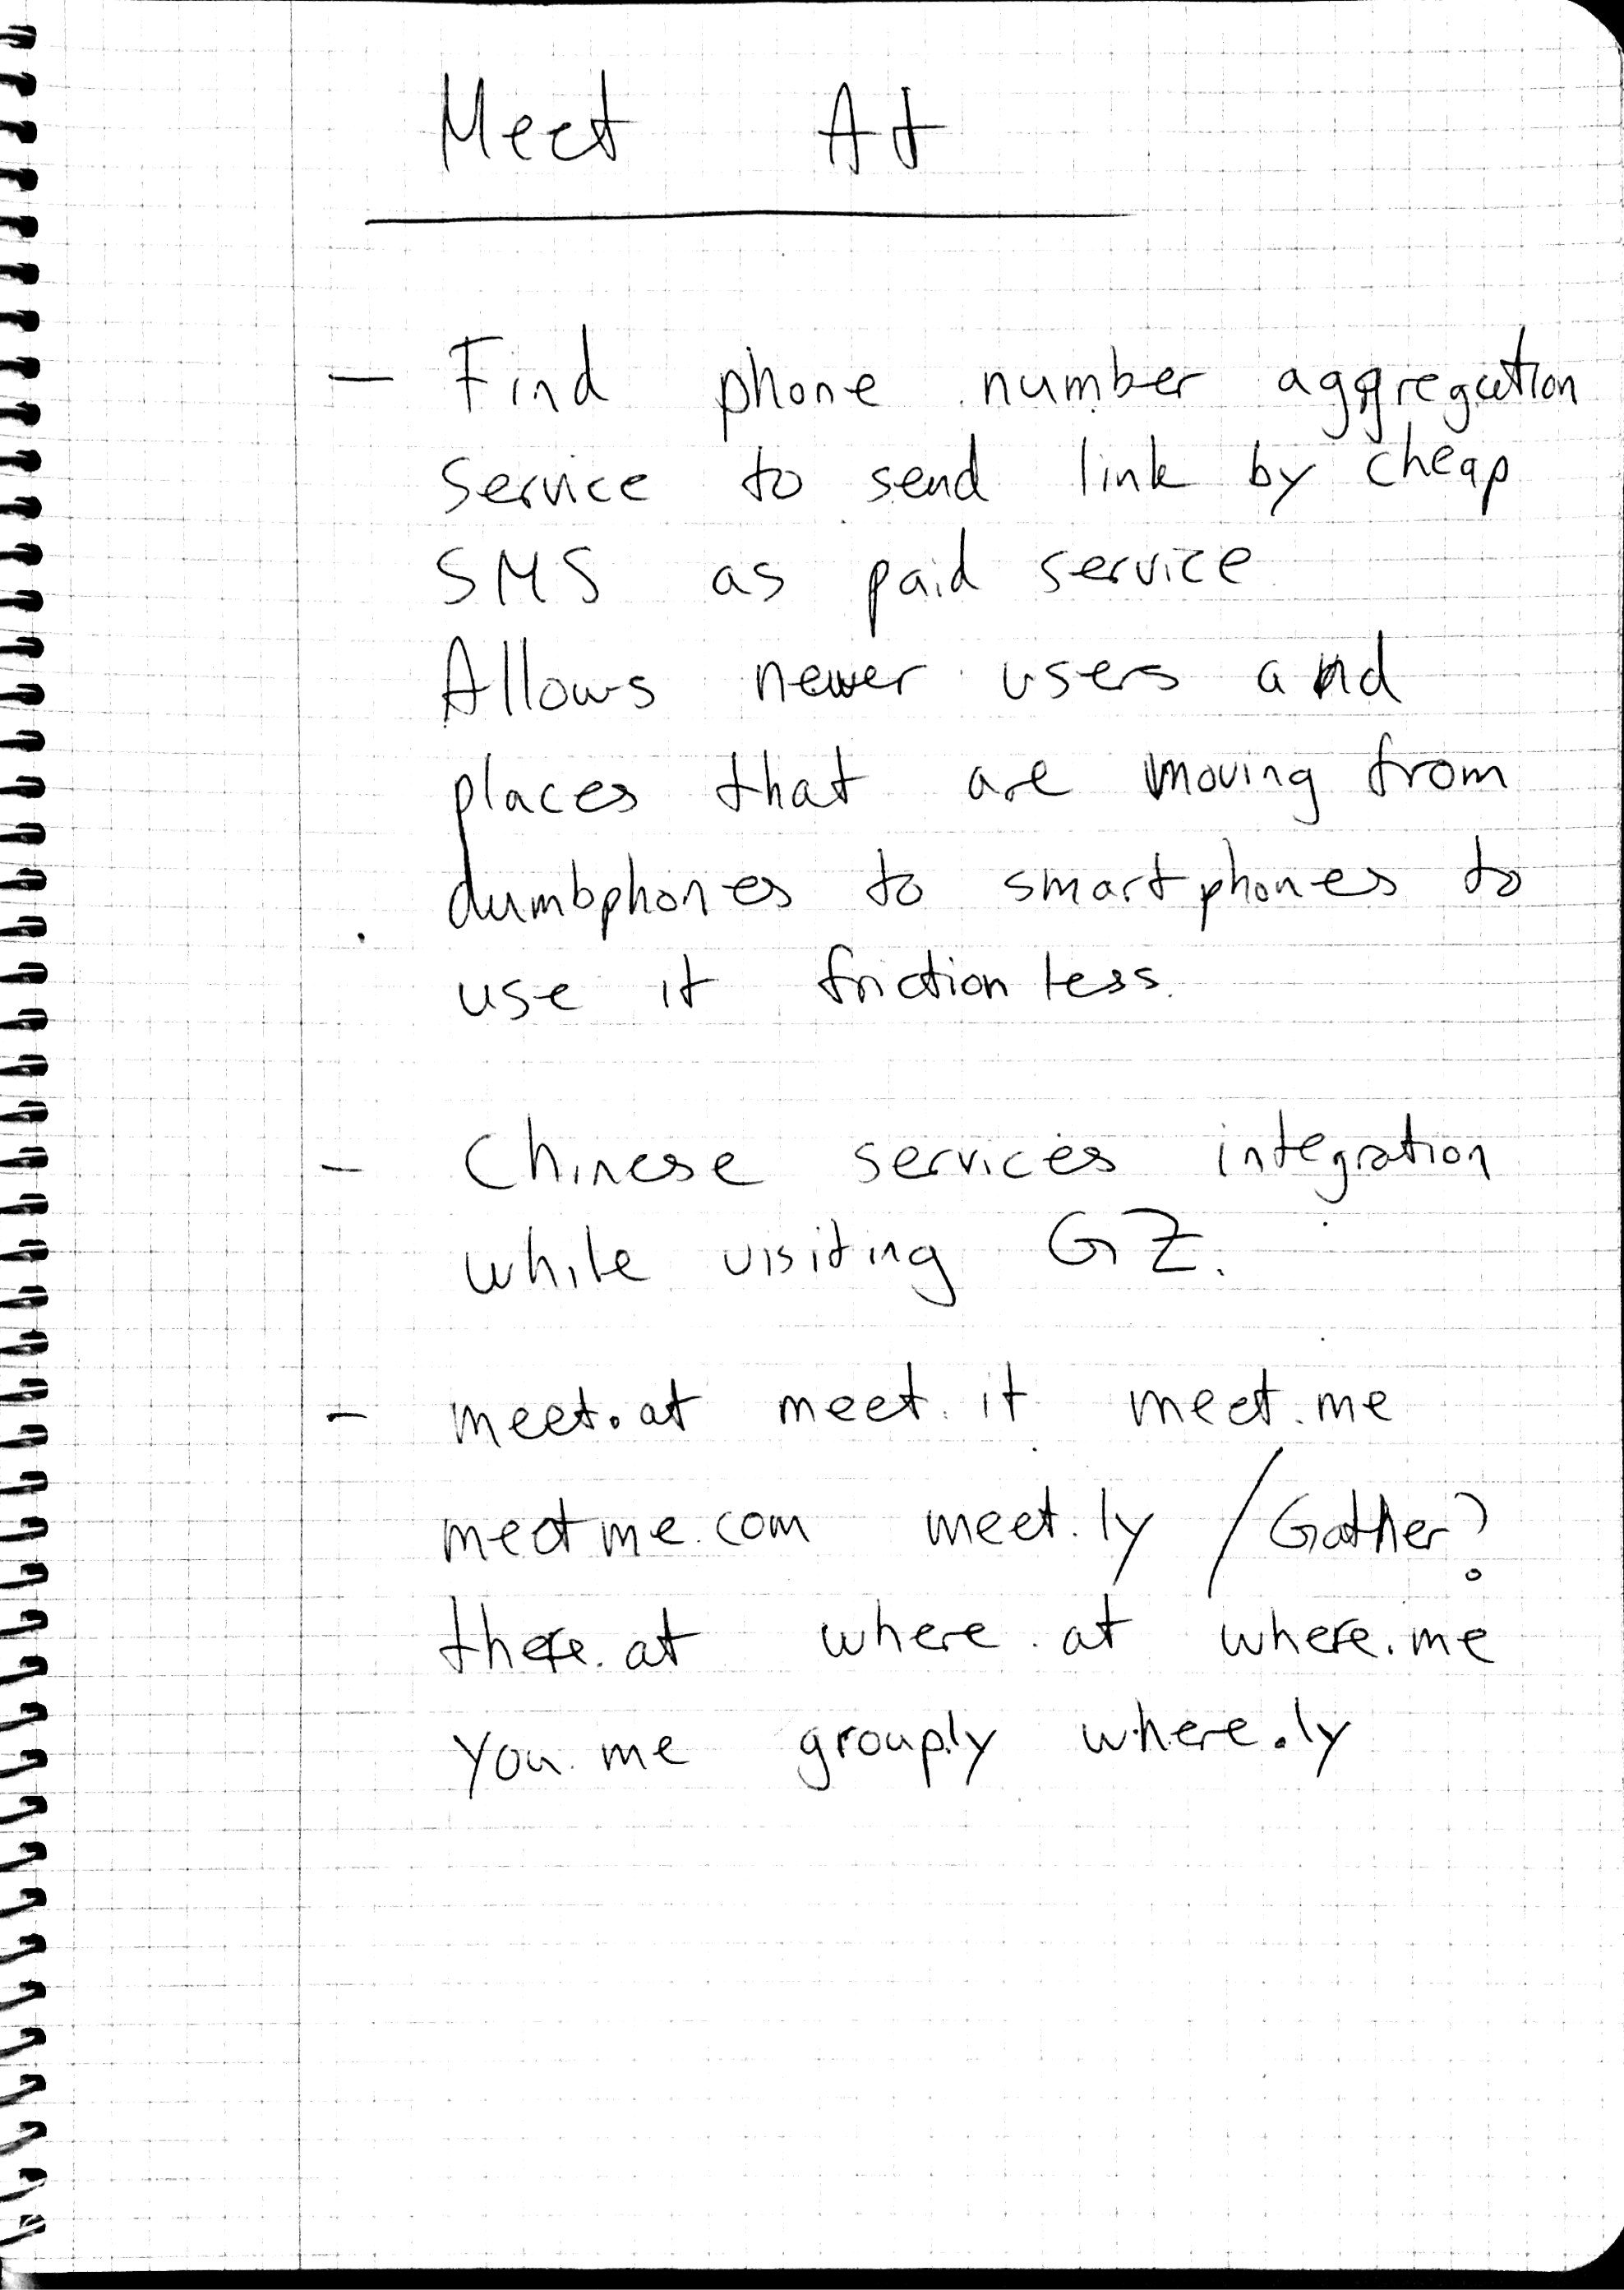 Meet At
- Find phone number aggregation
service to send link by cheap
SMS as paid service
Allows newer users and
places that are moving from
dumbphones to smartphones to
use it frictionless.
- Chinese services integration
while visiting GZ.
- meet.at meet.it meet.me
meetme.com meet.ly / Gather?
there.at where.at where.me
you.me group.ly where.ly